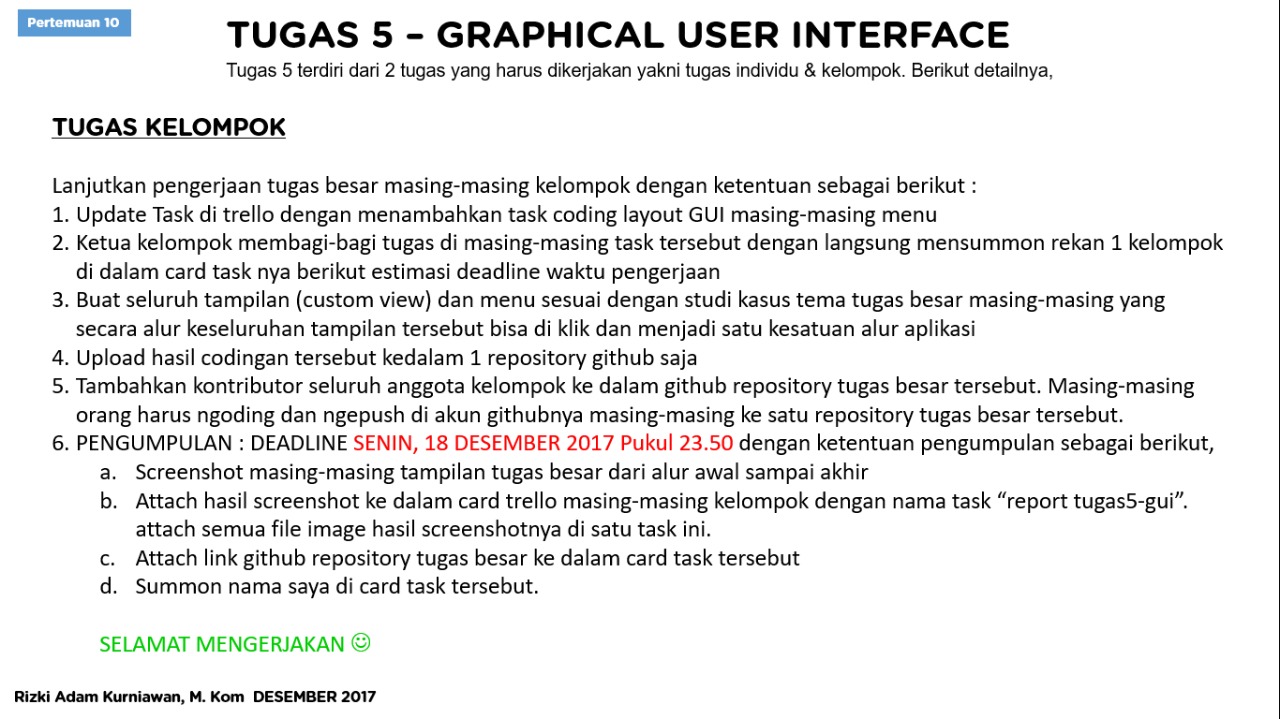 Pertemuan 10
TUGAS 5 – GRAPHICAL USER INTERFACE
Tugas 5 terdiri dari 2 tugas yang harus dikerjakan yakni tugas individu & kelompok. Berikut detailnya,
TUGAS KELOMPOK
Lanjutkan pengerjaan tugas besar masing-masing kelompok dengan ketentuan sebagai berikut :
1. Update Task di trello dengan menambahkan task coding layout GUI masing-masing menu
2. Ketua kelompok membagi-bagi tugas di masing-masing task tersebut dengan langsung mensummon rekan 1 kelompok
di dalam card task nya berikut estimasi deadline waktu pengerjaan
3. Buat seluruh tampilan (custom view) dan menu sesuai dengan studi kasus tema tugas besar masing-masing yang
secara alur keseluruhan tampilan tersebut bisa di klik dan menjadi satu kesatuan alur aplikasi
4. Upload hasil codingan tersebut kedalam 1 repository github saja
5. Tambahkan kontributor seluruh anggota kelompok ke dalam github repository tugas besar tersebut. Masing-masing
orang harus ngoding dan ngepush di akun githubnya masing-masing ke satu repository tugas besar tersebut.
6. PENGUMPULAN : DEADLINE SENIN, 18 DESEMBER 2017 Pukul 23.50 dengan ketentuan pengumpulan sebagai berikut,
a. Screenshot masing-masing tampilan tugas besar dari alur awal sampai akhir
b. Attach hasil screenshot ke dalam card trello masing-masing kelompok dengan nama task “report tugas5-gui”.
attach semua file image hasil screenshotnya di satu task ini.
c. Attach link github repository tugas besar ke dalam card task tersebut
d. Summon nama saya di card task tersebut.
SELAMAT MENGERJAKAN ☺
Rizki Adam Kurniawan, M. Kom DESEMBER 2017